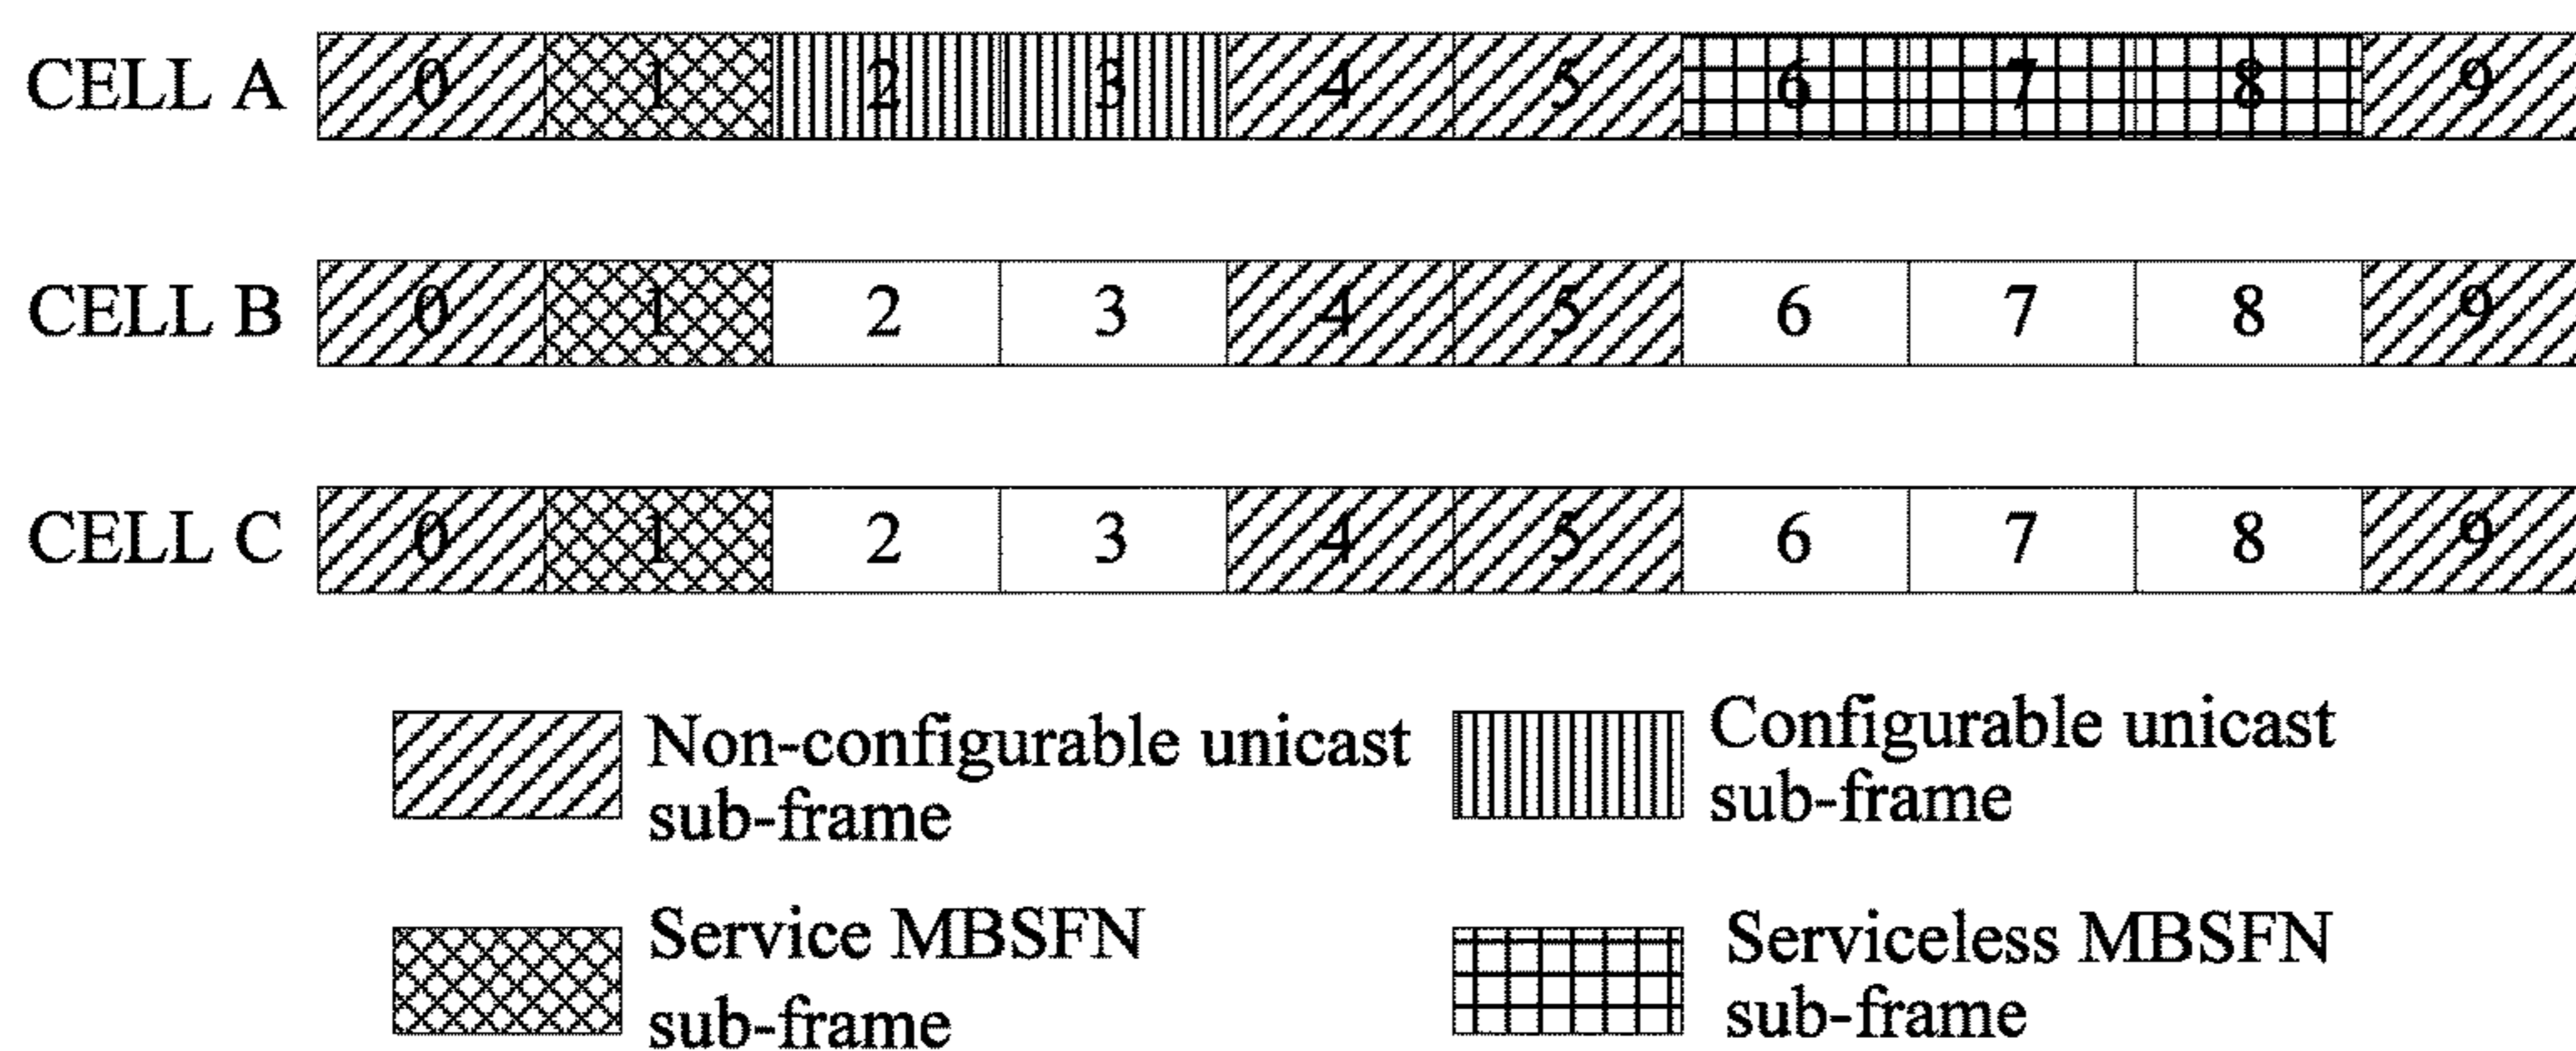 CELL A 0 1 2 3 4 5 6 7 8 9
CELL B 0 1 2 3 4 5 6 7 8 9
CELL C 0 1 2 3 4 5 6 7 8 9
Non-configurable unicast
sub-frame
Configurable unicast
sub-frame
Service MBSFN
sub-frame
Serviceless MBSFN
sub-frame